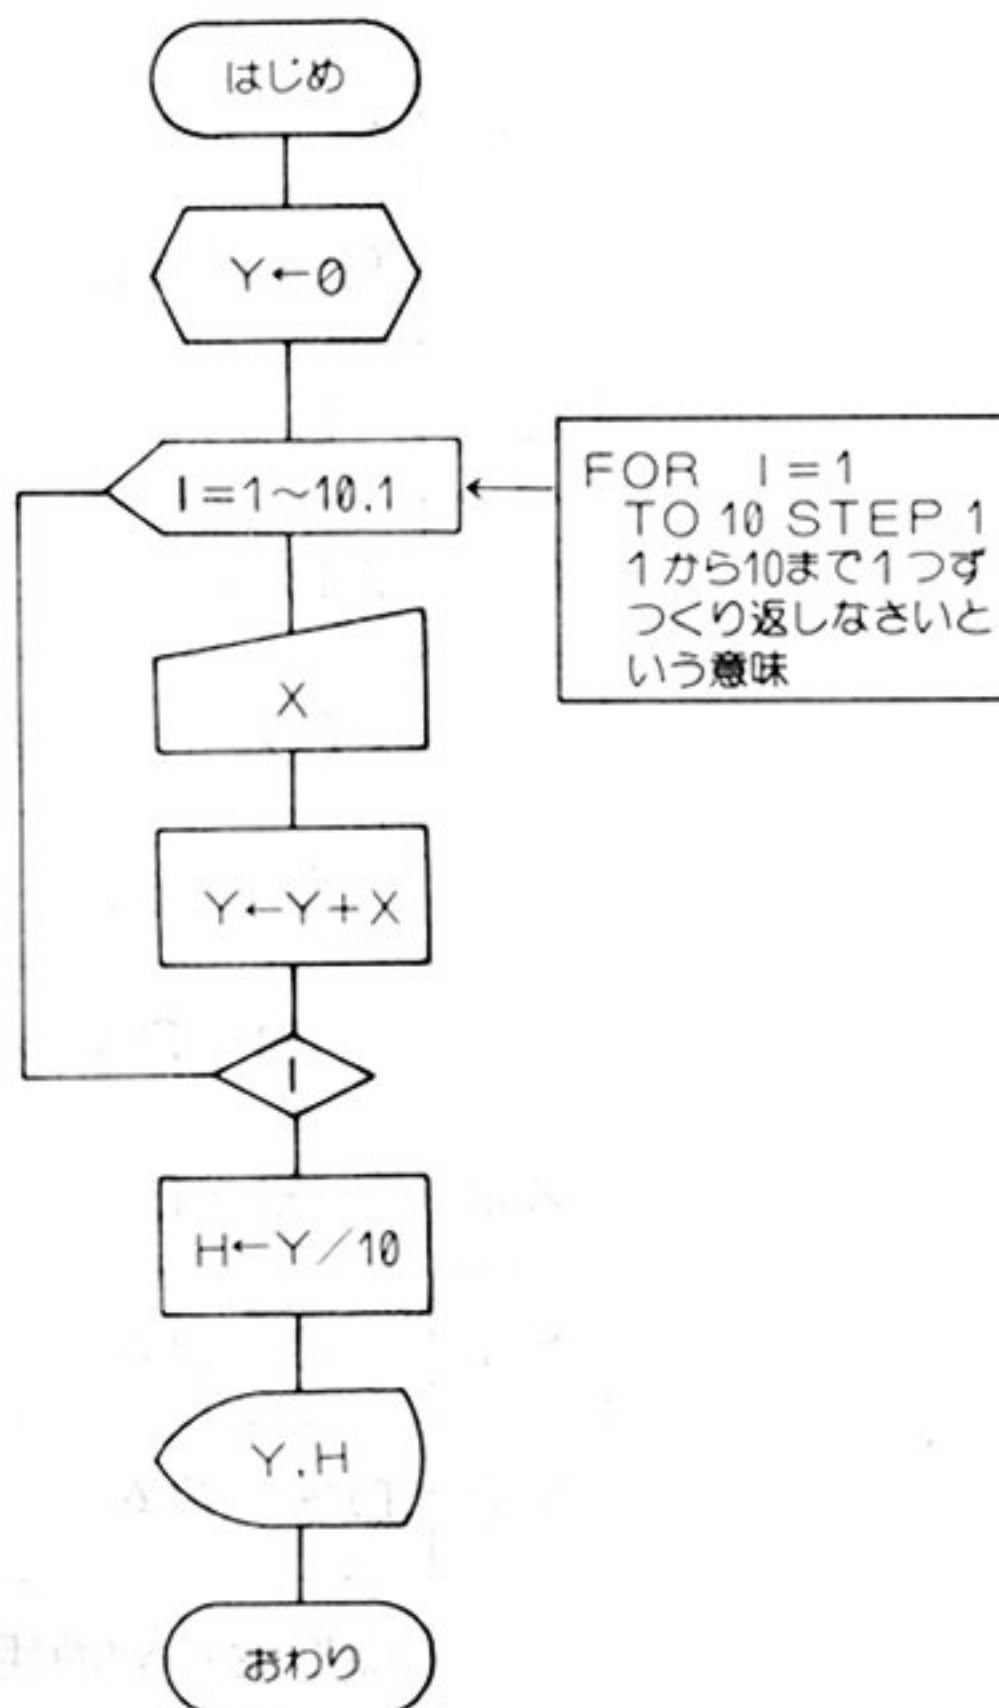 はじめ
Y←0
I=1~10.1
FOR I=1
TO 10 STEP 1
1から10まで1つず
つくり返しなさいと
いう意味
X
Y←Y+X
I
H←Y/10
Y.H
おわり